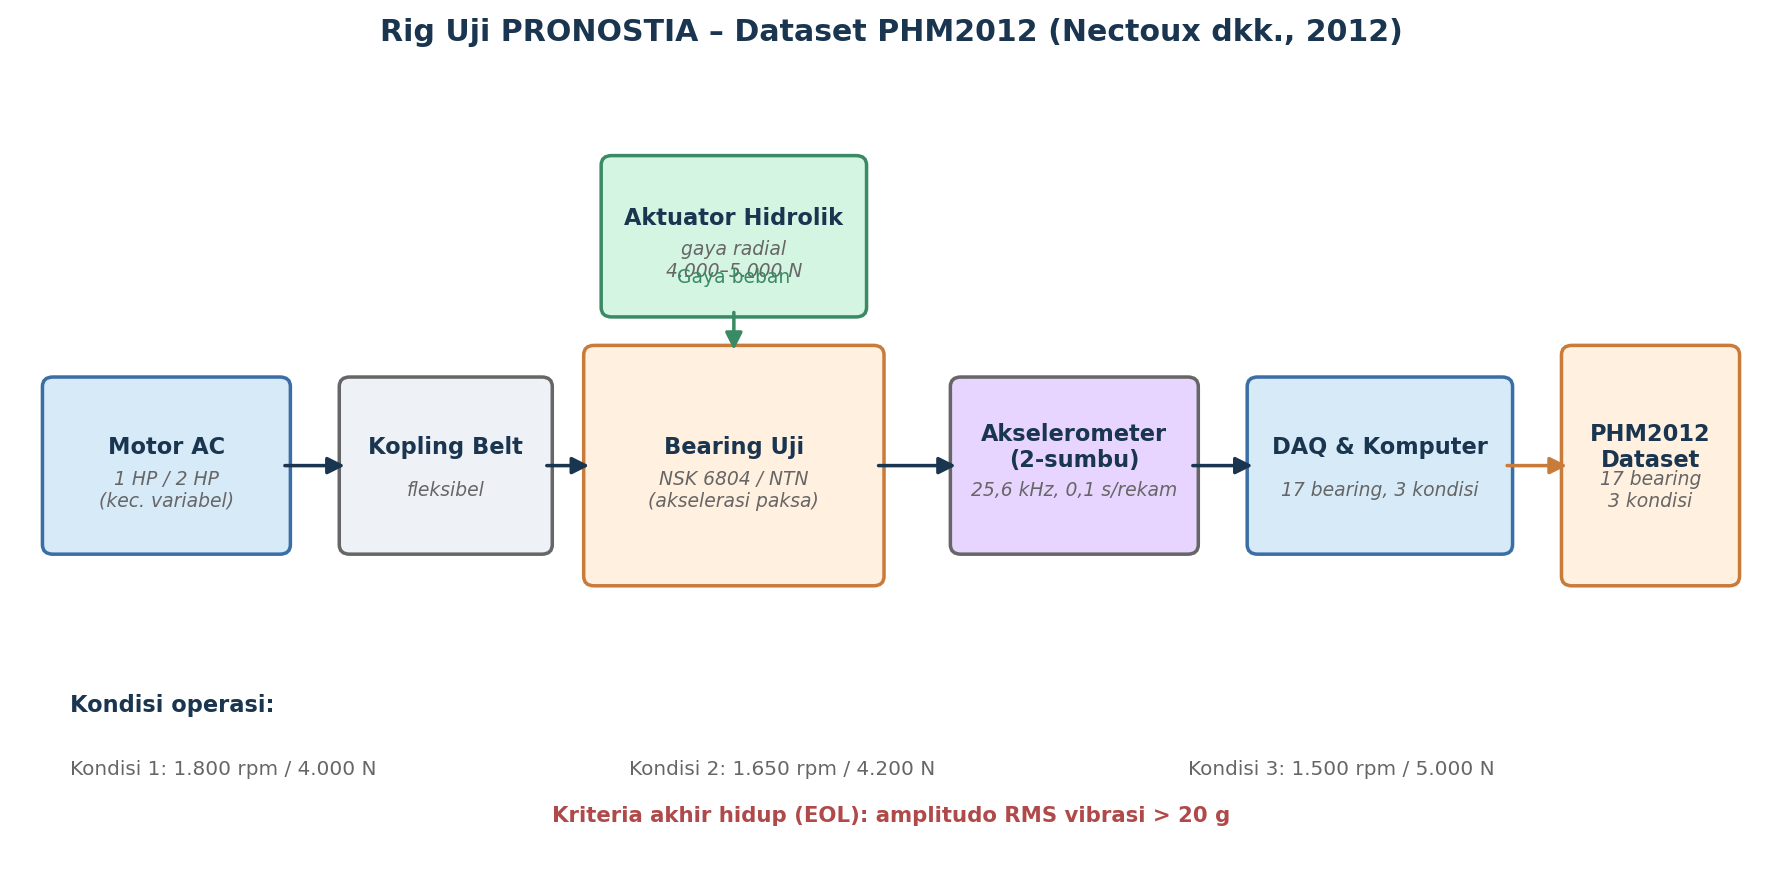 Rig Uji PRONOSTIA – Dataset PHM2012 (Nectoux dkk., 2012)
Aktuator Hidrolik
gaya radial
4.000–5.000 N
Gaya beban
Motor AC
1 HP / 2 HP
(kec. variabel)
Kopling Belt
fleksibel
Bearing Uji
NSK 6804 / NTN
(akselerasi paksa)
Akselerometer
(2-sumbu)
25,6 kHz, 0,1 s/rekam
DAQ & Komputer
17 bearing, 3 kondisi
PHM2012
Dataset
17 bearing
3 kondisi
Kondisi operasi:
Kondisi 1: 1.800 rpm / 4.000 N
Kondisi 2: 1.650 rpm / 4.200 N
Kondisi 3: 1.500 rpm / 5.000 N
Kriteria akhir hidup (EOL): amplitudo RMS vibrasi > 20 g